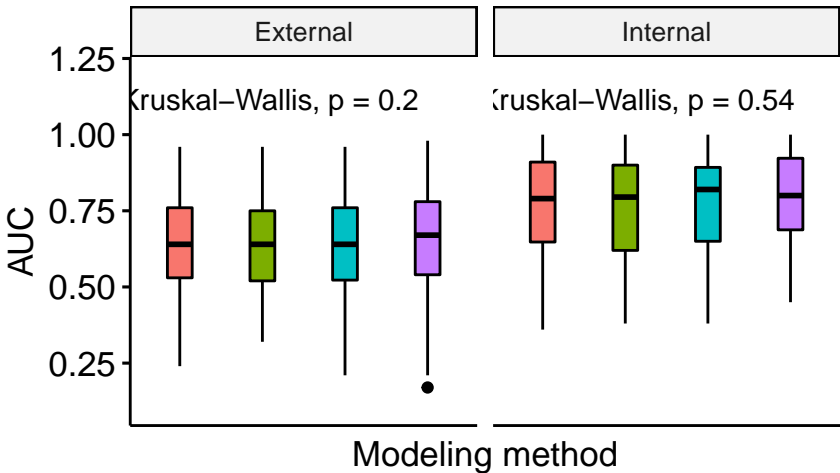 External
Internal
1.25
Kruskal−Wallis, p = 0.2
Kruskal−Wallis, p = 0.54
1.00
0.75
0.50
0.25
AUC
Modeling method